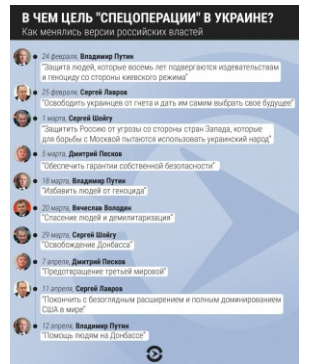 В ЧЕМ ЦЕЛЬ "СПЕЦОПЕРАЦИИ" В УКРАИНЕ?
Как менялись версии российских властей
24 февраля, Владимир Путин
"Защита людей, которые восемь лет подвергаются издевательствам
и геноциду со стороны киевского режима"
25 февраля, Сергей Лавров
"Освободить украинцев от гнета и дать им самим выбрать свое будущее"
1 марта, Сергей Шойгу
"Защитить Россию от угрозы со стороны стран Запада, которые
для борьбы с Москвой пытаются использовать украинский народ"
5 марта, Дмитрий Песков
"Обеспечить гарантии собственной безопасности"
18 марта, Владимир Путин
"Избавить людей от геноцида"
20 марта, Вячеслав Володин
"Спасение людей и демилитаризация"
29 марта, Сергей Шойгу
"Освобождение Донбасса"
7 апреля, Дмитрий Песков
"Предотвращение третьей мировой"
11 апреля, Сергей Лавров
"Покончить с безоглядным расширением и полным доминированием
США в мире"
12 апреля, Владимир Путин
"Помощь людям на Донбассе"